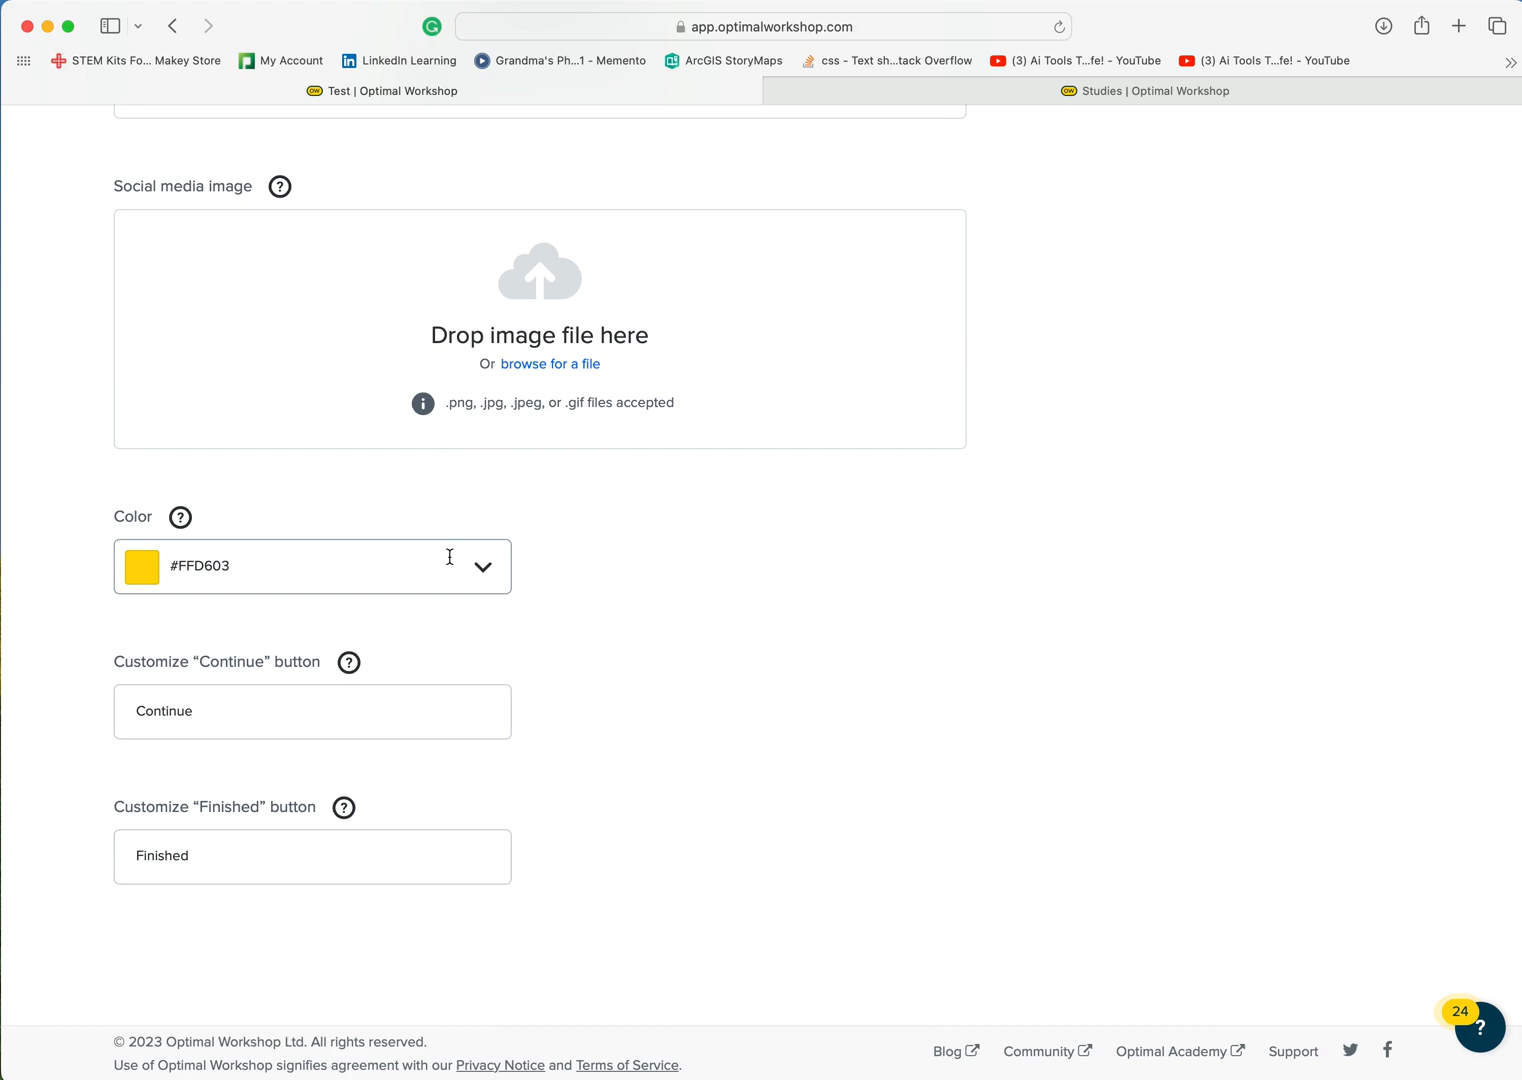 app.optimalworkshop.com
STEM Kits Fo... Makey Store
My Account
LinkedIn Learning
Grandma's Ph...1 - Memento
ArcGIS StoryMaps
css - Text sh...tack Overflow
(3) Ai Tools T...fe! - YouTube
(3) Ai Tools T...fe! - YouTube
OW Test | Optimal Workshop
OW Studies | Optimal Workshop
Social media image ?
Drop image file here
Or browse for a file
i .png, .jpg, .jpeg, or .gif files accepted
Color ?
#FFD603
Customize “Continue” button ?
Continue
Customize “Finished” button ?
Finished
24
?
© 2023 Optimal Workshop Ltd. All rights reserved.
Use of Optimal Workshop signifies agreement with our Privacy Notice and Terms of Service.
Blog
Community
Optimal Academy
Support